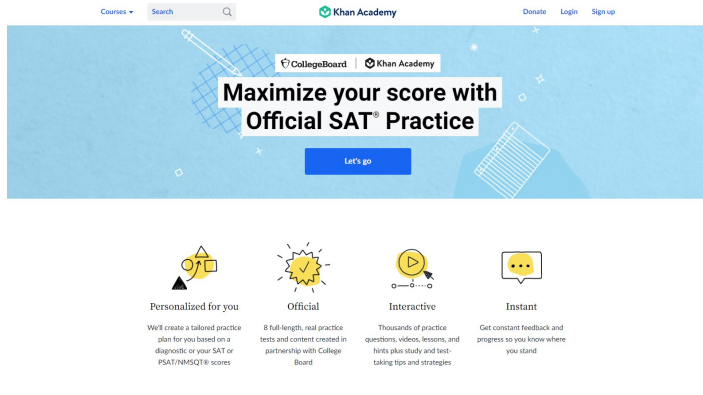 Courses
Search
Khan Academy
Donate
Login
Sign up
CollegeBoard
Khan Academy
Maximize your score with
Official SAT® Practice
Let's go
Personalized for you
We'll create a tailored practice
plan for you based on a
diagnostic or your SAT or
PSAT/NMSQT® scores
Official
8 full-length, real practice
tests and content created in
partnership with College
Board
Interactive
Thousands of practice
questions, videos, lessons, and
hints plus study and test-
taking tips and strategies
Instant
Get constant feedback and
progress so you know where
you stand